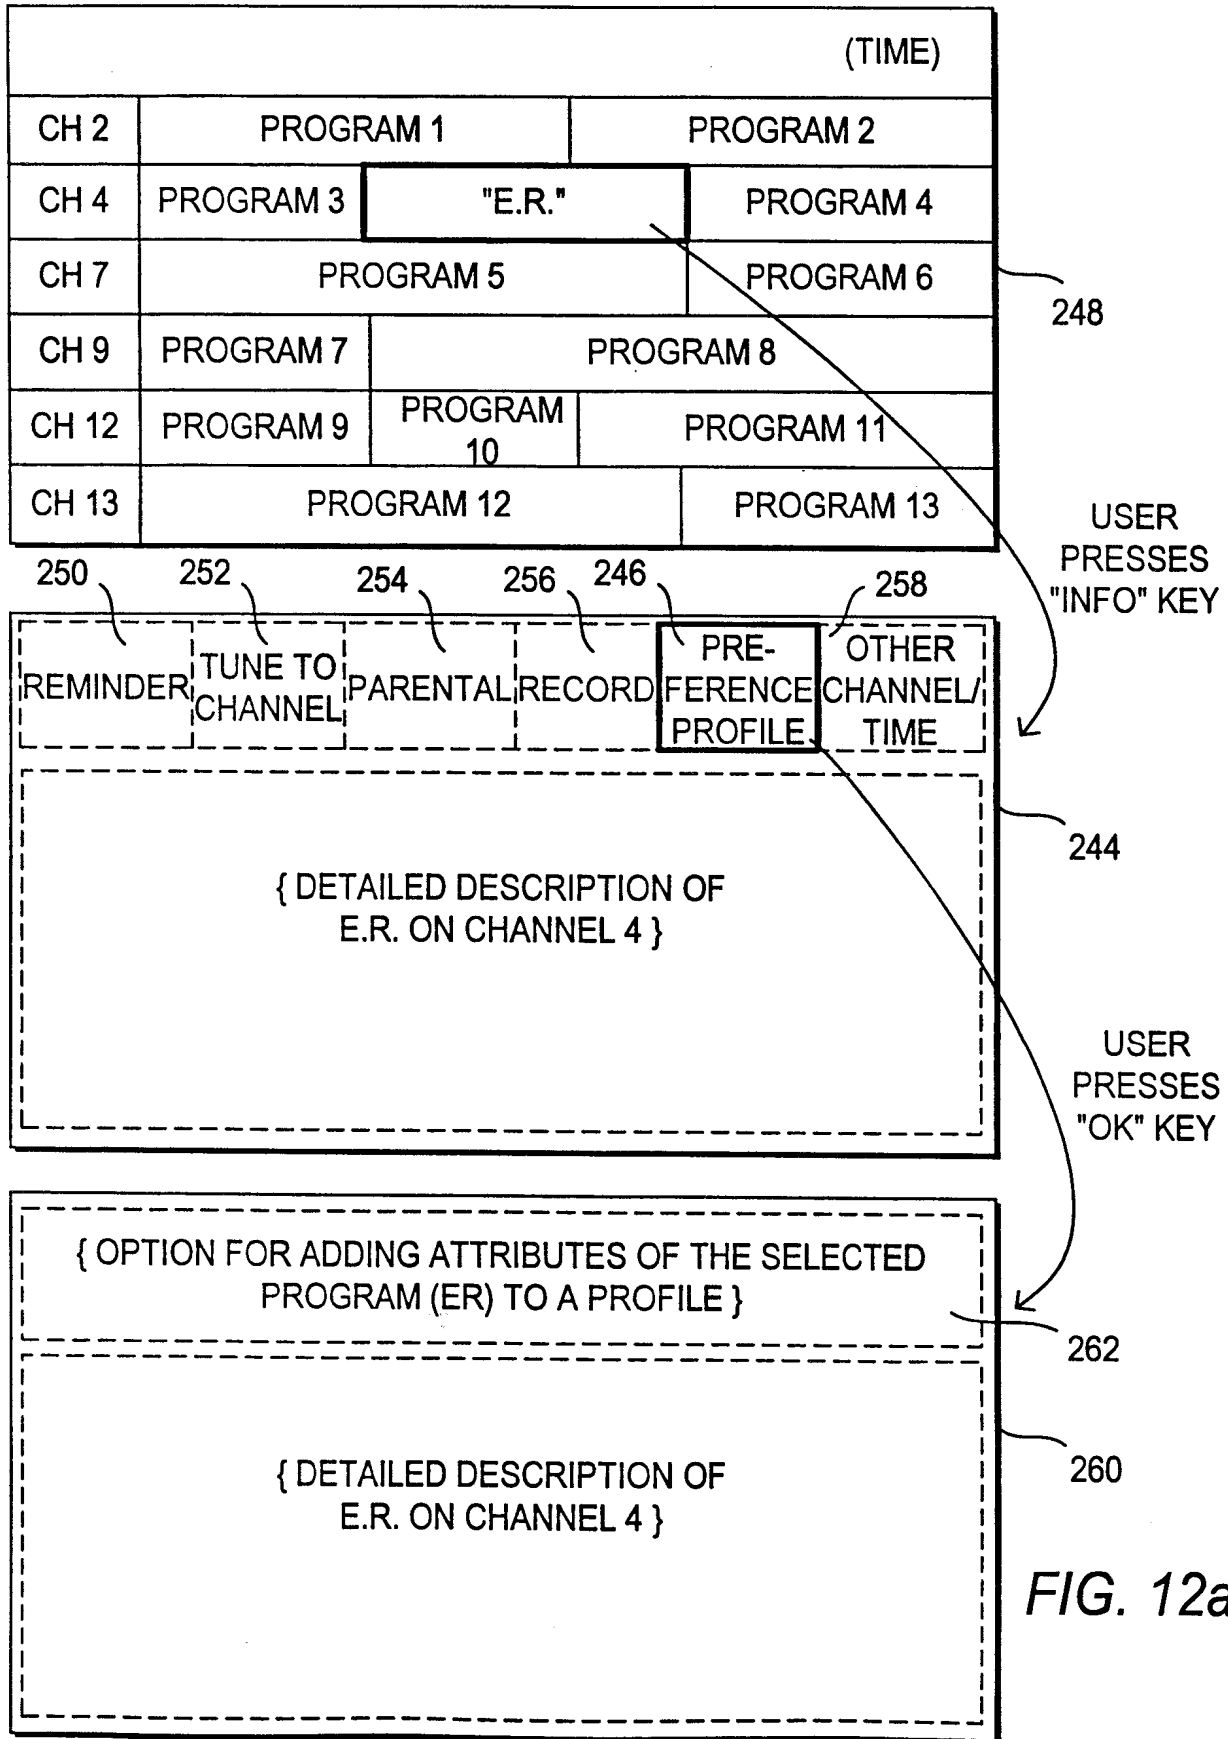 (TIME)
CH 2 PROGRAM 1 PROGRAM 2
CH 4 PROGRAM 3 "E.R." PROGRAM 4
CH 7 PROGRAM 5 PROGRAM 6
248
CH 9 PROGRAM 7 PROGRAM 8
CH 12 PROGRAM 9 PROGRAM
10 PROGRAM 11
CH 13 PROGRAM 12 PROGRAM 13
USER
PRESSES
"INFO" KEY
250 252 254 256 246 258
REMINDER
TUNE TO
CHANNEL
PARENTAL
RECORD
PRE-
FERENCE
PROFILE
OTHER
CHANNEL/
TIME
244
{ DETAILED DESCRIPTION OF
E.R. ON CHANNEL 4 }
USER
PRESSES
"OK" KEY
{ OPTION FOR ADDING ATTRIBUTES OF THE SELECTED
PROGRAM (ER) TO A PROFILE }
262
{ DETAILED DESCRIPTION OF
E.R. ON CHANNEL 4 }
260
FIG. 12a